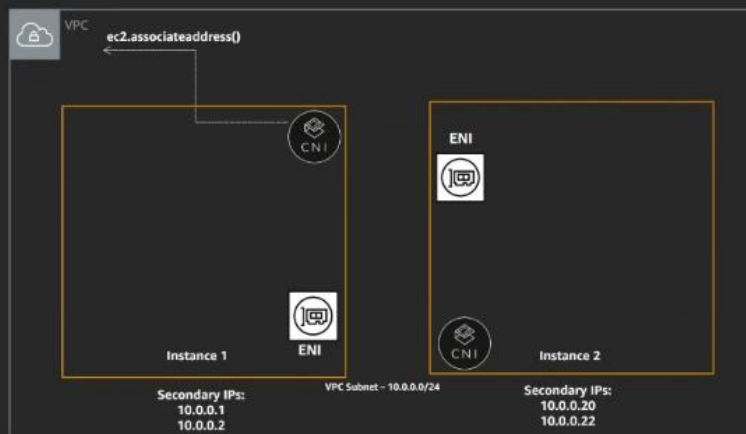 VPC
ec2.associateaddress()
CNI
ENI
ENI
Instance 1
CNI
Instance 2
VPC Subnet – 10.0.0.0/24
Secondary IPs:
10.0.0.1
10.0.0.2
Secondary IPs:
10.0.0.20
10.0.0.22